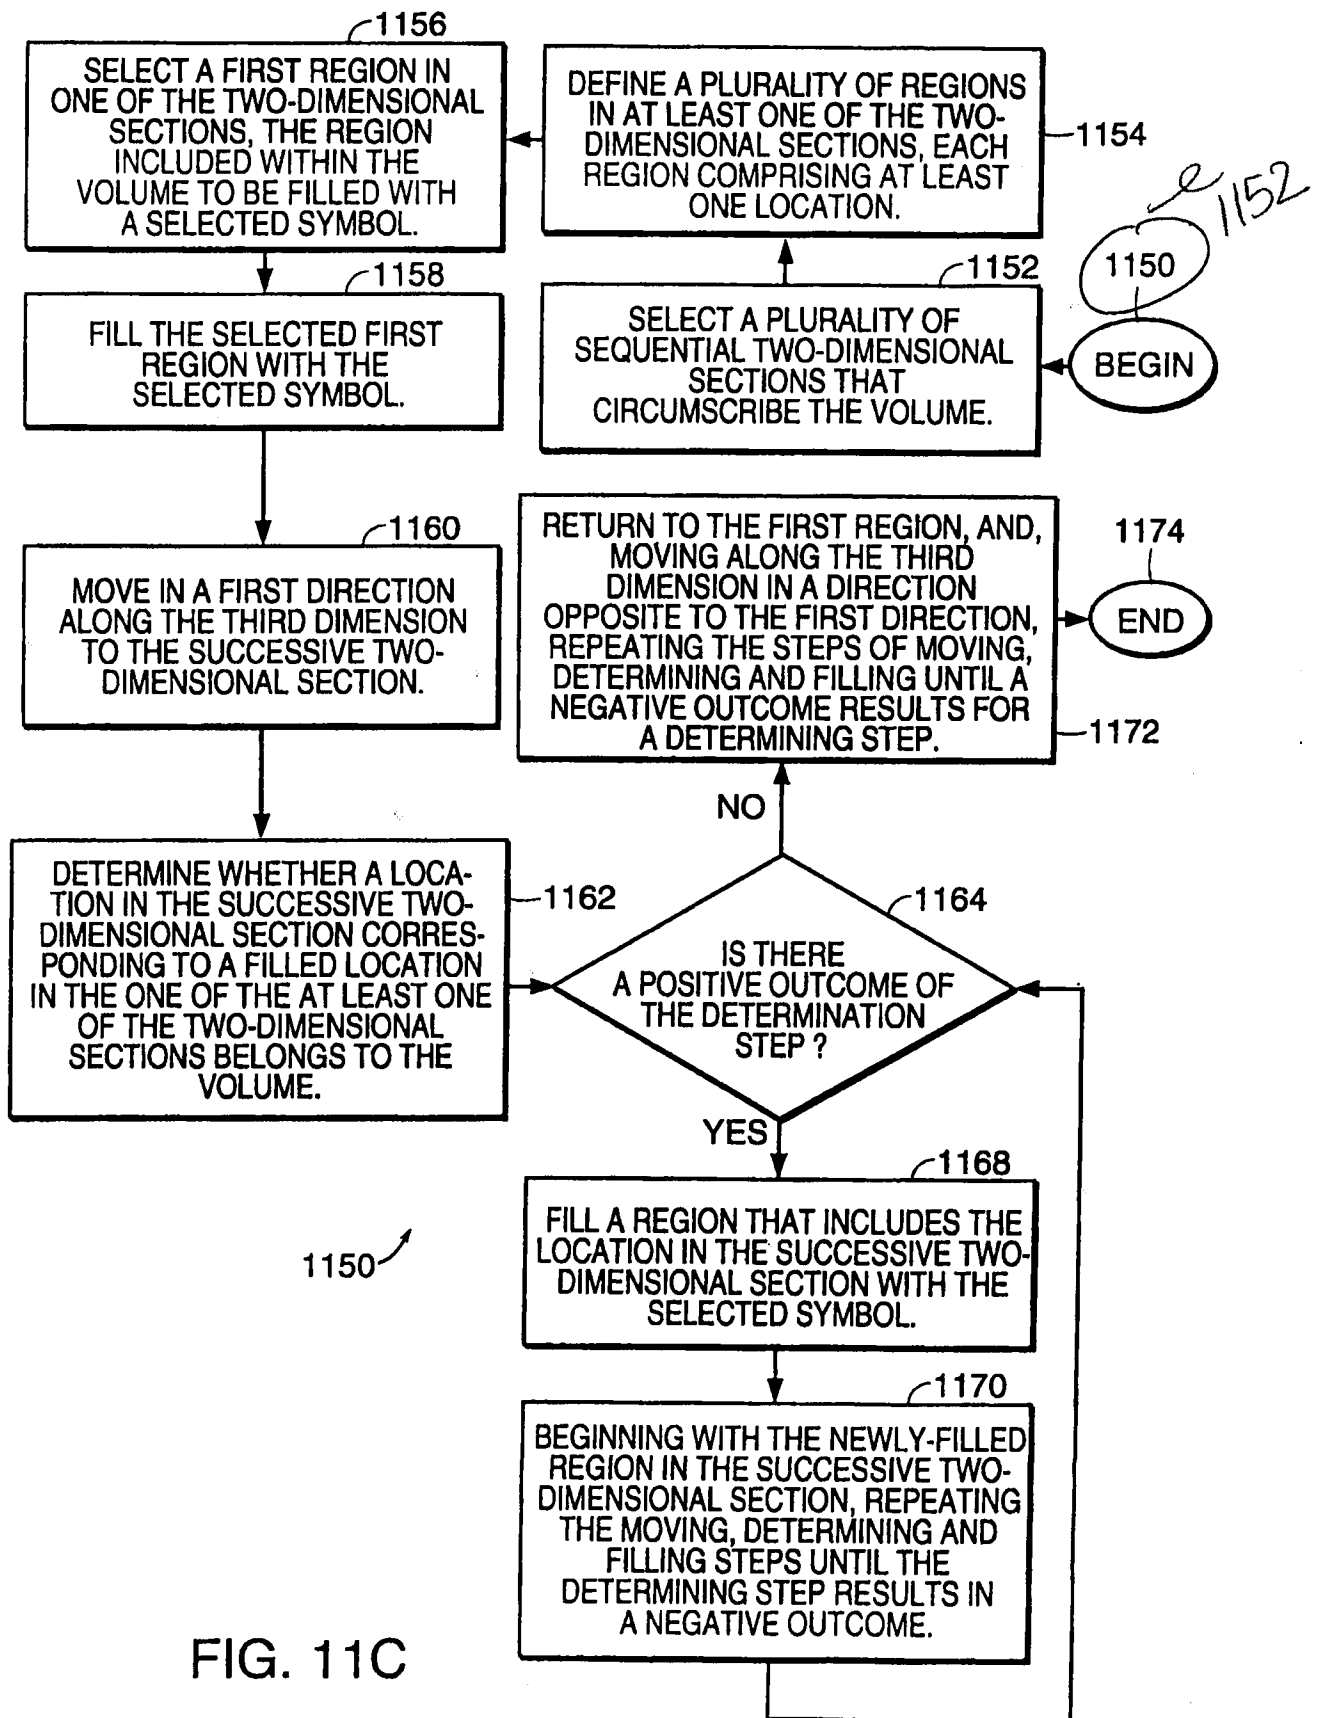 1156
SELECT A FIRST REGION IN
ONE OF THE TWO-DIMENSIONAL
SECTIONS, THE REGION
INCLUDED WITHIN THE
VOLUME TO BE FILLED WITH
A SELECTED SYMBOL.
DEFINE A PLURALITY OF REGIONS
IN AT LEAST ONE OF THE TWO-
DIMENSIONAL SECTIONS, EACH
REGION COMPRISING AT LEAST
ONE LOCATION.
1154
1152
1150
BEGIN
1152
SELECT A PLURALITY OF
SEQUENTIAL TWO-DIMENSIONAL
SECTIONS THAT
CIRCUMSCRIBE THE VOLUME.
1158
FILL THE SELECTED FIRST
REGION WITH THE
SELECTED SYMBOL.
1160
MOVE IN A FIRST DIRECTION
ALONG THE THIRD DIMENSION
TO THE SUCCESSIVE TWO-
DIMENSIONAL SECTION.
RETURN TO THE FIRST REGION, AND,
MOVING ALONG THE THIRD
DIMENSION IN A DIRECTION
OPPOSITE TO THE FIRST DIRECTION,
REPEATING THE STEPS OF MOVING,
DETERMINING AND FILLING UNTIL A
NEGATIVE OUTCOME RESULTS FOR
A DETERMINING STEP.
1172
1174
END
NO
DETERMINE WHETHER A LOCA-
TION IN THE SUCCESSIVE TWO-
DIMENSIONAL SECTION CORRES-
PONDING TO A FILLED LOCATION
IN THE ONE OF THE AT LEAST ONE
OF THE TWO-DIMENSIONAL
SECTIONS BELONGS TO THE
VOLUME.
1162
1164
IS THERE
A POSITIVE OUTCOME OF
THE DETERMINATION
STEP ?
YES
1168
FILL A REGION THAT INCLUDES THE
LOCATION IN THE SUCCESSIVE TWO-
DIMENSIONAL SECTION WITH THE
SELECTED SYMBOL.
1150
1170
BEGINNING WITH THE NEWLY-FILLED
REGION IN THE SUCCESSIVE TWO-
DIMENSIONAL SECTION, REPEATING
THE MOVING, DETERMINING AND
FILLING STEPS UNTIL THE
DETERMINING STEP RESULTS IN
A NEGATIVE OUTCOME.
FIG. 11C